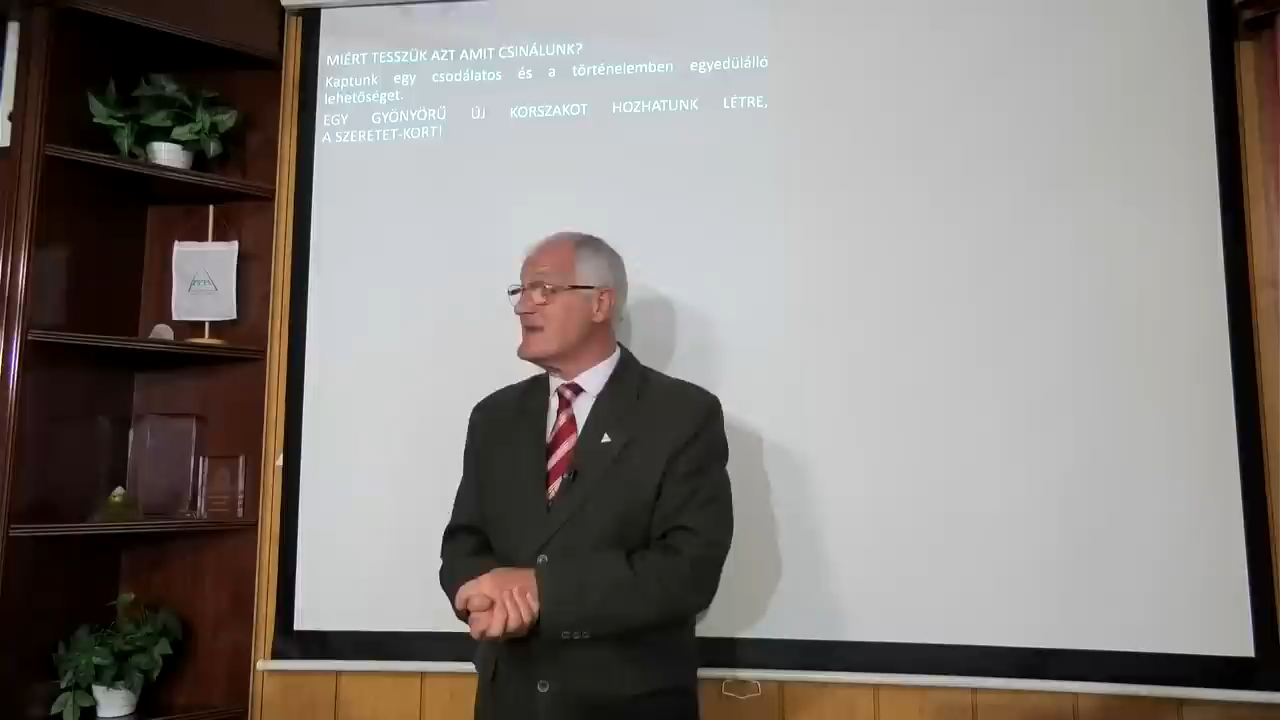 MIÉRT TESSZÜK AZT AMIT CSINÁLUNK?
Kaptunk egy csodálatos és a történelemben egyedülálló
lehetőséget.
EGY GYÖNYÖRŰ ÚJ KORSZAKOT HOZHATUNK LÉTRE,
A SZERETET-KORT!